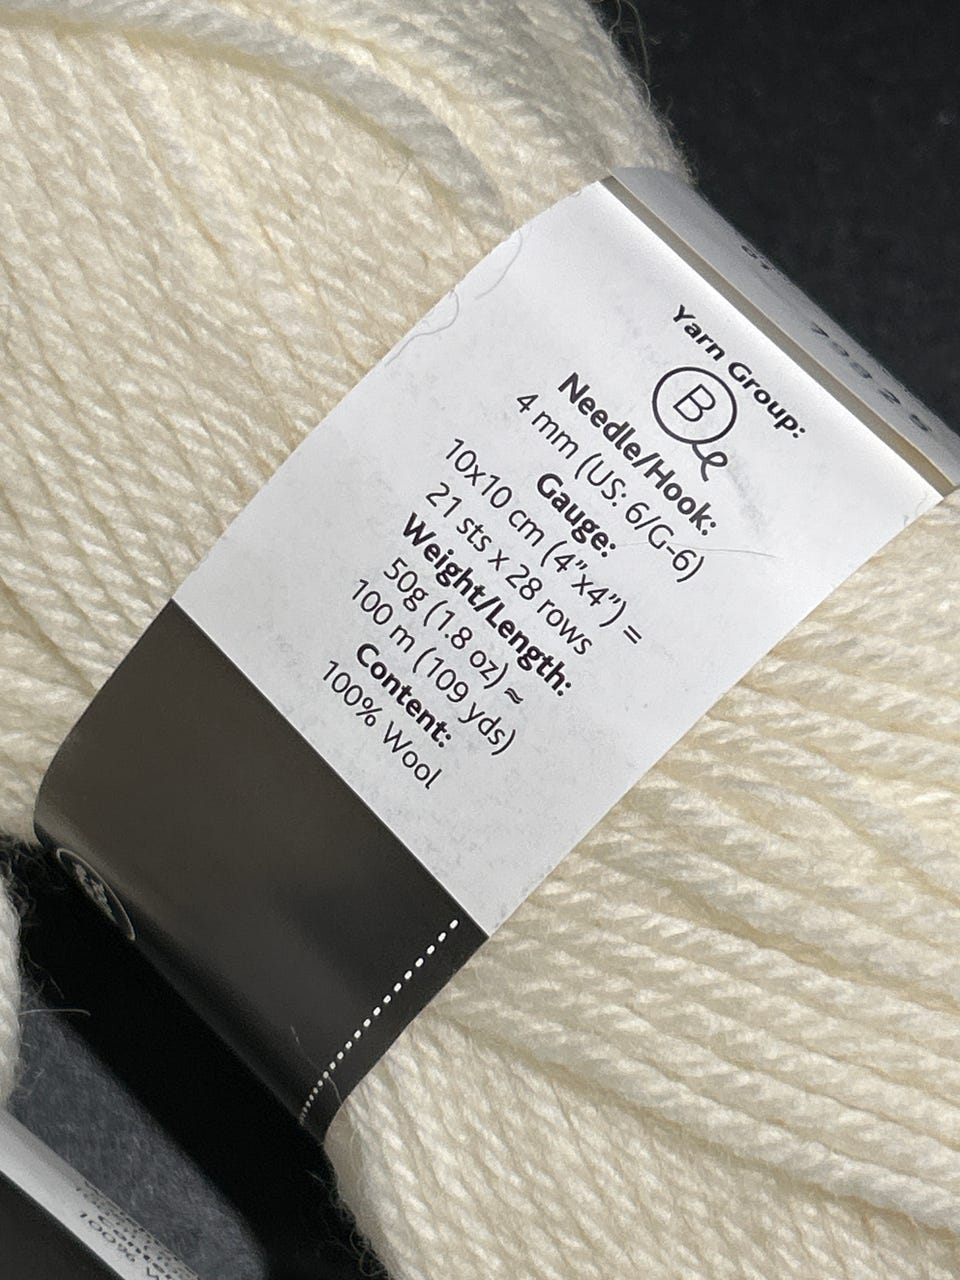 Yarn Group:
B
Needle/Hook:
4 mm (US: 6/G-6)
Gauge:
10x10 cm (4”x4”) =
21 sts x 28 rows
Weight/Length:
50g (1.8 oz) ≈
100 m (109 yds)
Content:
100% Wool
100%